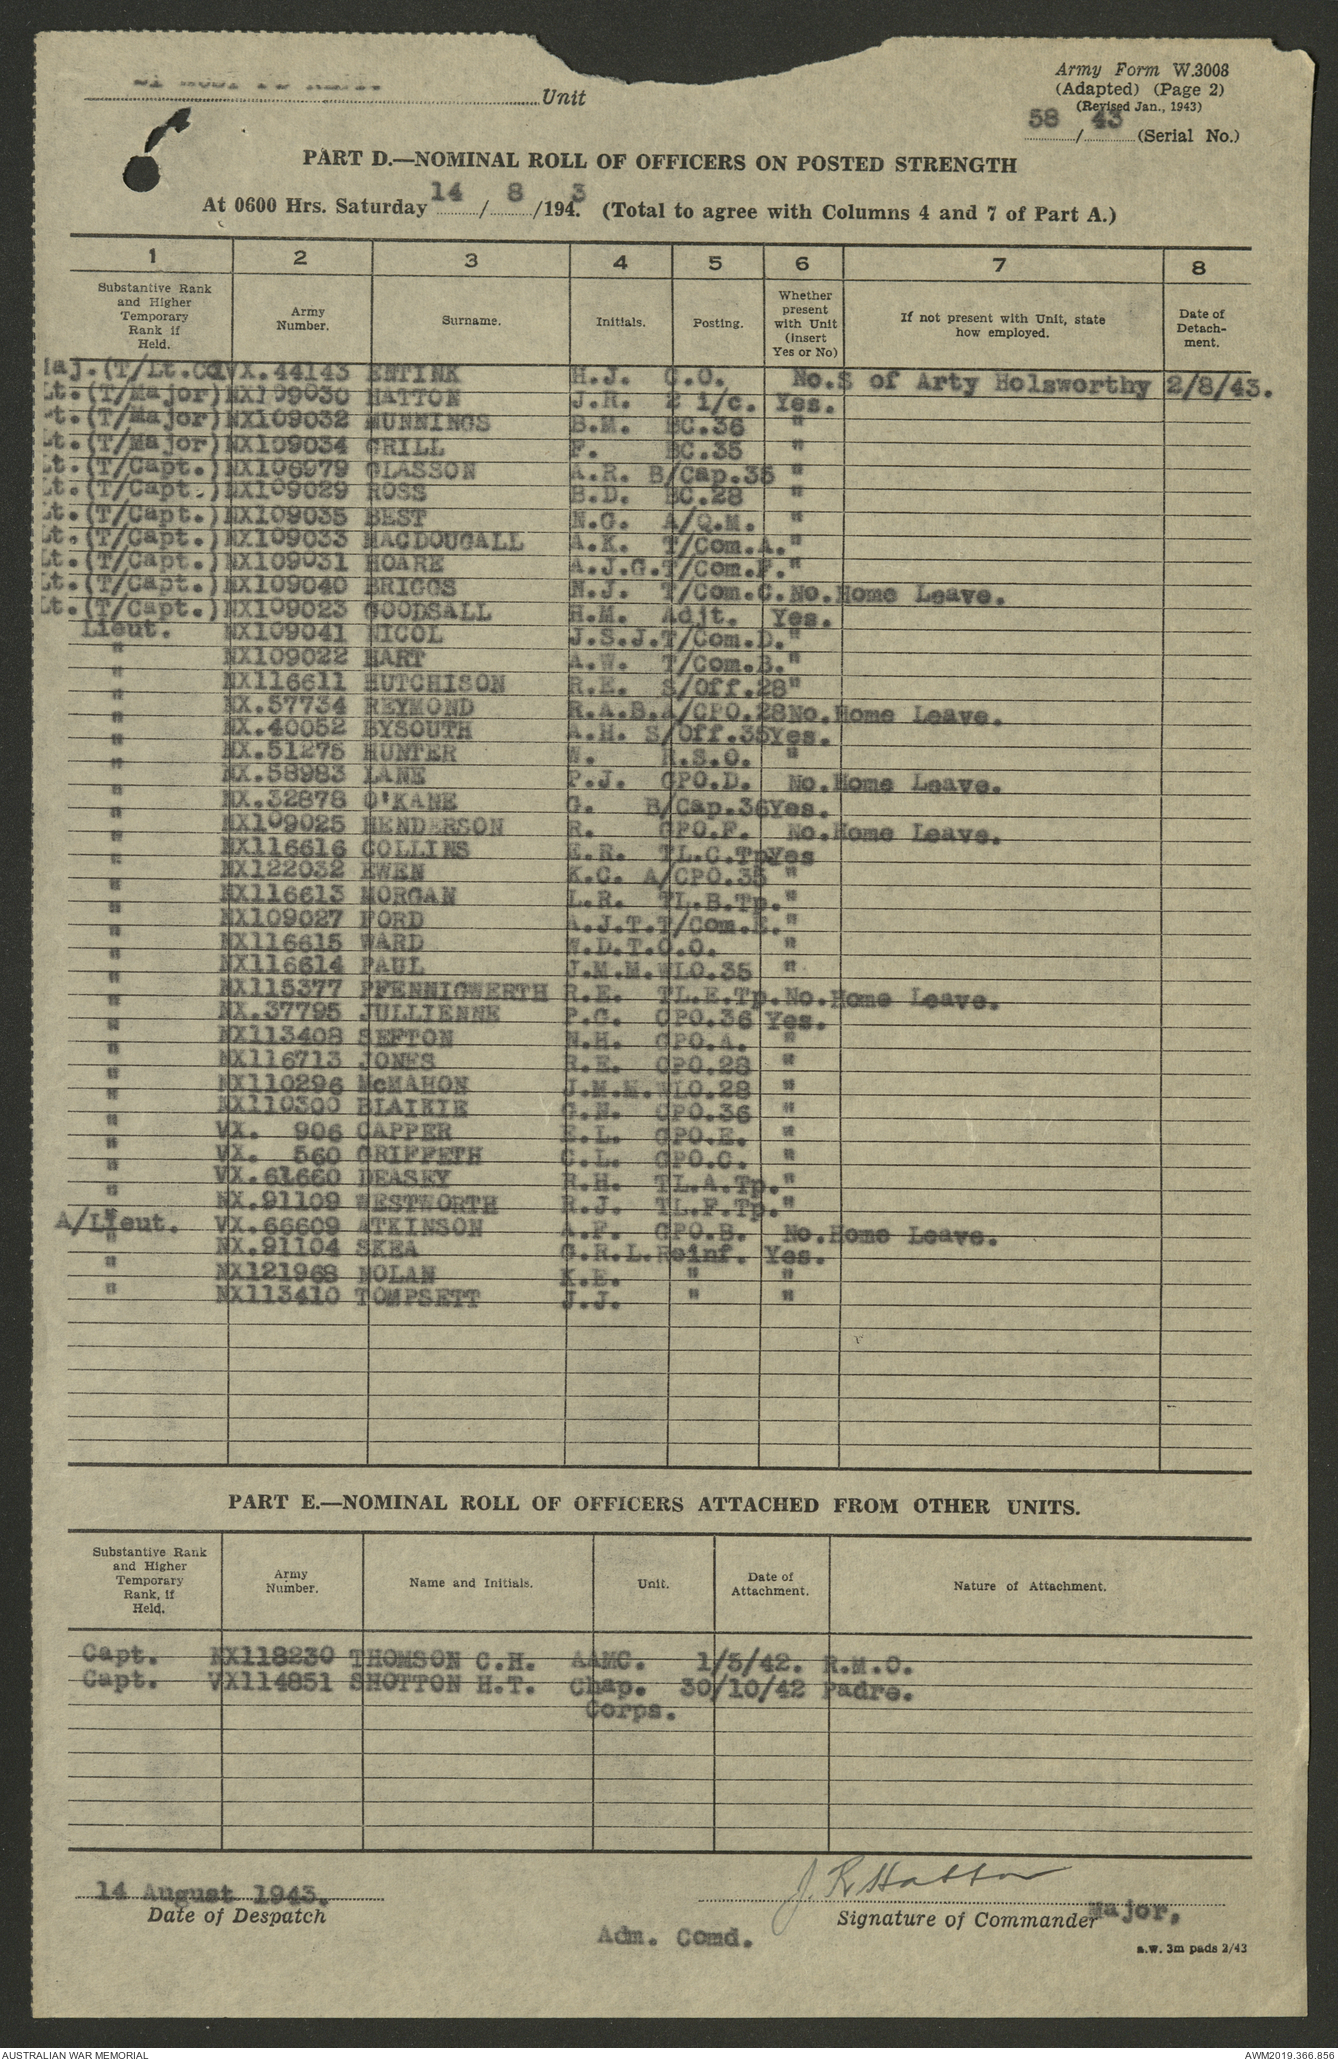 Unit
Army Form W.3008
(Adapted) (Page 2)
(Revised Jan., 1943)
58 / 43 (Serial No.)
PART D.—NOMINAL ROLL OF OFFICERS ON POSTED STRENGTH
At 0600 Hrs. Saturday 14 / 8 /1943. (Total to agree with Columns 4 and 7 of Part A.)
1 2 3 4 5 6 7 8
Substantive Rank and Higher Temporary Rank if Held. Army Number. Surname. Initials. Posting. Whether present with Unit (insert Yes or No) If not present with Unit, state how employed. Date of Detachment.
Maj.(T/Lt.Col VX.44143 ENTINK H.J. C.O. No. S of Arty Holsworthy 2/8/43.
Lt.(T/Major) NX109030 HATTON J.R. 2 i/c. Yes.
Lt.(T/Major) NX109032 MUNNINGS B.M. BC.36 "
Lt.(T/Major) NX109034 GRILL F. BC.35 "
Lt.(T/Capt.) NX106979 GLASSON A.R. B/Cap.35 "
Lt.(T/Capt.) NX109029 ROSS B.D. BC.28 "
Lt.(T/Capt.) NX109035 BEST N.G. A/Q.M. "
Lt.(T/Capt.) NX109033 MACDOUGALL A.K. T/Com.A. "
Lt.(T/Capt.) NX109031 HOARE A.J.G. T/Com.F. "
Lt.(T/Capt.) NX109040 BRIGGS N.J. T/Com.C. No. Home Leave.
Lt.(T/Capt.) NX109023 GOODSALL H.M. Adjt. Yes.
Lieut. NX109041 NICOL J.S.J. T/Com.D. "
" NX109022 HART A.W. T/Com.B. "
" NX116611 HUTCHISON R.E. S/Off.28 "
" NX.57734 REYMOND R.A.B. A/CPO.28 No. Home Leave.
" NX.40052 BYSOUTH A.H. S/Off.35 Yes.
" NX.51275 HUNTER W. R.S.O. "
" NX.58983 LANE P.J. GPO.D. No. Home Leave.
" NX.32878 O'KANE G. B/Cap.36 Yes.
" NX109025 HENDERSON R. GPO.F. No. Home Leave.
" NX116616 COLLINS E.R. TL.C.Tp Yes
" NX122032 EWEN K.C. A/CPO.35 "
" NX116613 MORGAN L.R. TL.B.Tp. "
" NX109027 FORD A.J.T. T/Com.E. "
" NX116615 WARD W.D.T. O.O. "
" NX116614 PAUL J.M.M. WLO.35 "
" NX115377 PFENNIGWERTH R.E. TL.E.Tp. No. Home Leave.
" NX.37795 JULLIENNE P.G. CPO.36 Yes.
" NX113408 SEFTON N.H. GPO.A. "
" NX116713 JONES R.E. CPO.28 "
" NX110296 McMAHON J.M.M. WLO.28 "
" NX110300 BLAIKIE G.N. CPO.36 "
" VX. 906 CAPPER E.L. GPO.E. "
" VX. 560 GRIFFETH C.L. GPO.C. "
" VX.61660 DEASEY R.H. TL.A.Tp. "
" NX.91109 WESTWORTH R.J. TL.F.Tp. "
A/Lieut. VX.66609 ATKINSON A.F. GPO.B. No. Home Leave.
" NX.91104 SKEA G.R.L. Reinf. Yes.
" NX121968 NOLAN K.E. " "
" NX113410 TOMPSETT J.J. " "
PART E.—NOMINAL ROLL OF OFFICERS ATTACHED FROM OTHER UNITS.
Substantive Rank and Higher Temporary Rank, if Held. Army Number. Name and Initials. Unit. Date of Attachment. Nature of Attachment.
Capt. NX118230 THOMSON C.H. AAMC. 1/5/42. R.M.O.
Capt. VX114851 SHOTTON H.T. Chap. 30/10/42 Padre.
Corps.
14 August 1943.
Date of Despatch
J. R. Hatton
Signature of Commander Major,
Adm. Comd.
a.w. 3m pads 2/43
AUSTRALIAN WAR MEMORIAL AWM2019.366.856